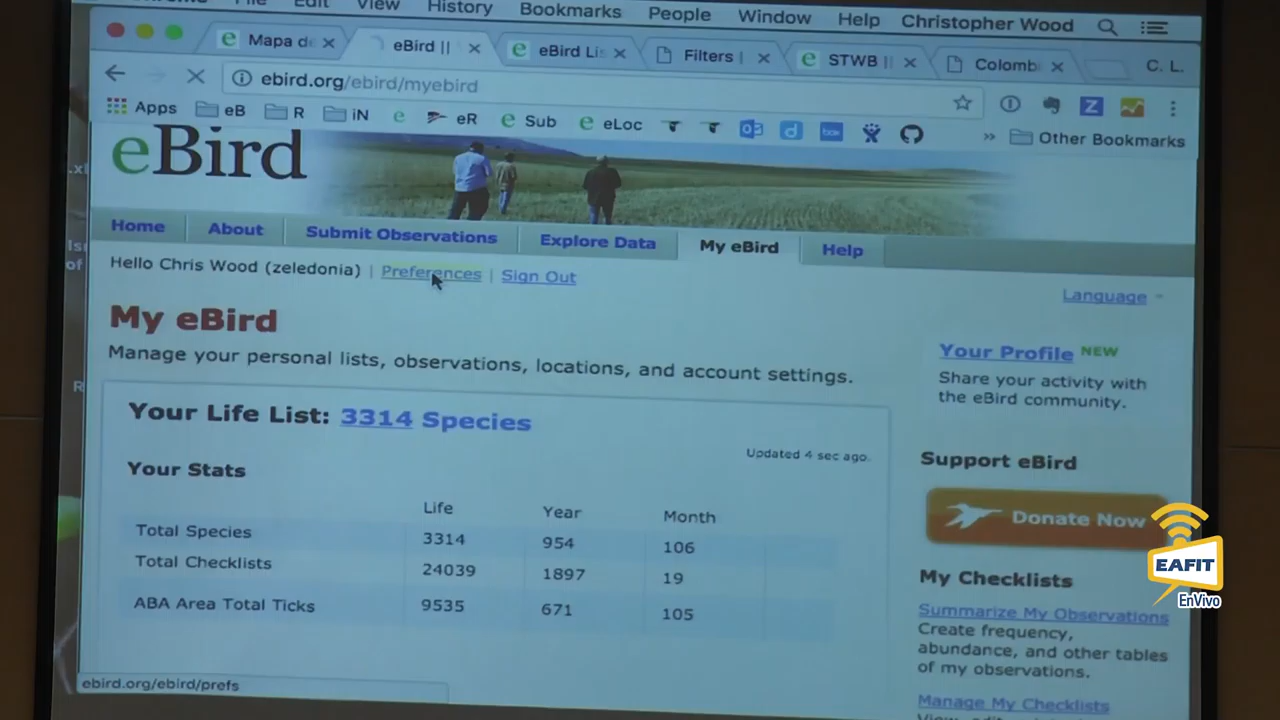 File Edit View History Bookmarks People Window Help Christopher Wood
Mapa de eBird || eBird Lis Filters | STWB || Colomb C. L.
ebird.org/ebird/myebird
Apps eB R iN eR Sub eLoc Other Bookmarks
eBird
Home About Submit Observations Explore Data My eBird Help
Hello Chris Wood (zeledonia) | Preferences | Sign Out
Language
My eBird
Manage your personal lists, observations, locations, and account settings.
Your Profile NEW
Share your activity with
the eBird community.
Your Life List: 3314 Species
Updated 4 sec ago.
Your Stats
Life Year Month
Total Species 3314 954 106
Total Checklists 24039 1897 19
ABA Area Total Ticks 9535 671 105
Support eBird
Donate Now
My Checklists
Summarize My Observations
Create frequency,
abundance, and other tables
of my observations.
Manage My Checklists
ebird.org/ebird/prefs
EAFIT
EnVivo